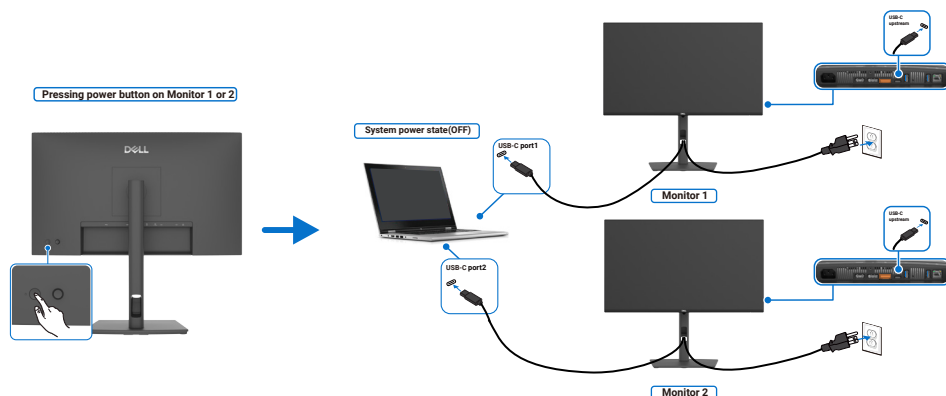 Pressing power button on Monitor 1 or 2
DELL
System power state(OFF)
USB-C port1
USB-C
upstream
Monitor 1
USB-C port2
USB-C
upstream
Monitor 2